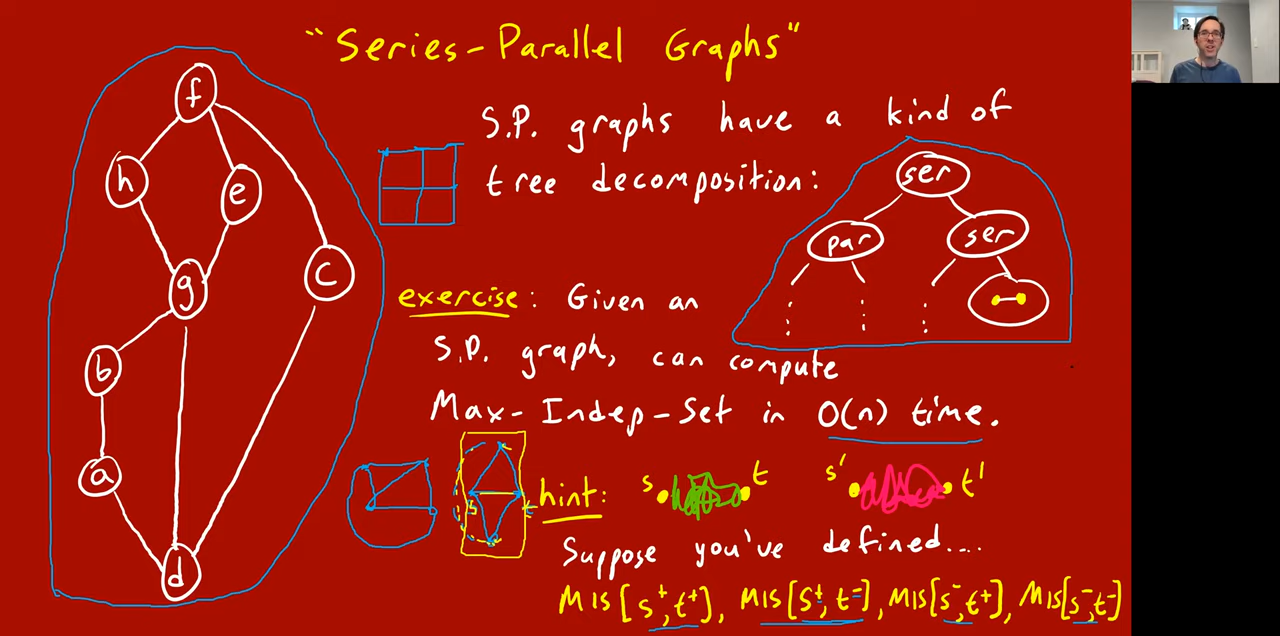 "Series-Parallel Graphs"
S.P. graphs have a kind of
tree decomposition:
f
h
e
g
c
b
a
d
ser
par
ser
exercise: Given an
S.P. graph, can compute
Max-Indep-Set in O(n) time.
hint: s t s' t'
Suppose you've defined....
MIS[s⁺, t⁺], MIS[s⁺, t⁻], MIS[s⁻, t⁺], MIS[s⁻, t⁻]